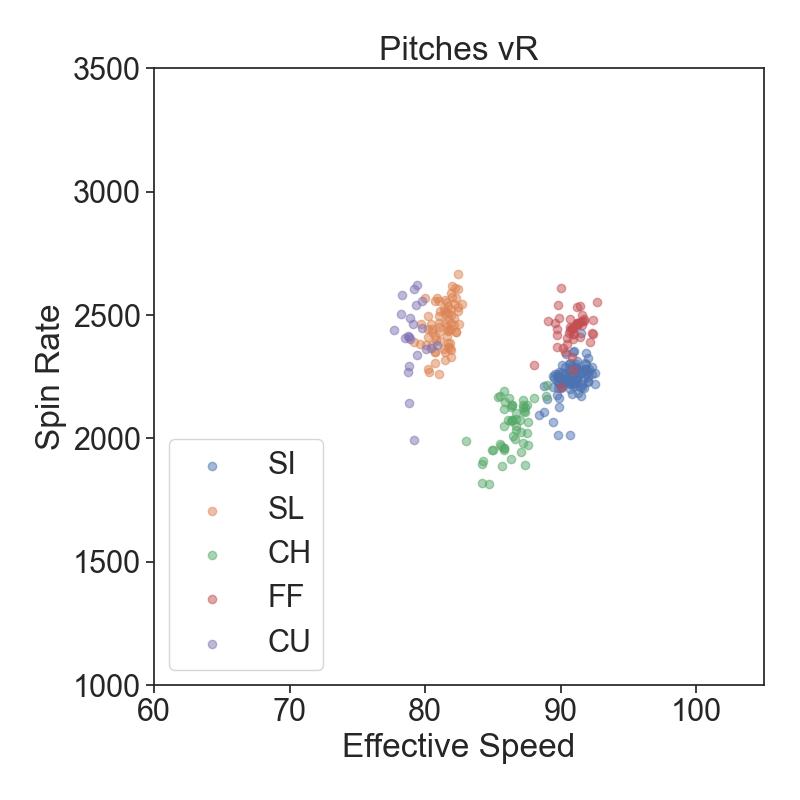 Pitches vR
3500
3000
2500
2000
1500
1000
Spin Rate
SI
SL
CH
FF
CU
60 70 80 90 100
Effective Speed